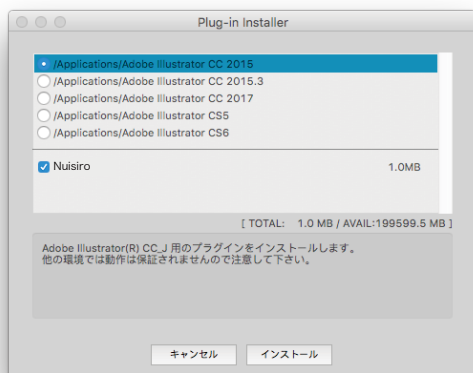 Plug-in Installer
/Applications/Adobe Illustrator CC 2015
/Applications/Adobe Illustrator CC 2015.3
/Applications/Adobe Illustrator CC 2017
/Applications/Adobe Illustrator CS5
/Applications/Adobe Illustrator CS6
Nuisiro 1.0MB
[ TOTAL: 1.0 MB / AVAIL:199599.5 MB ]
Adobe Illustrator(R) CC_J 用のプラグインをインストールします。
他の環境では動作は保証されませんので注意して下さい。
キャンセル インストール